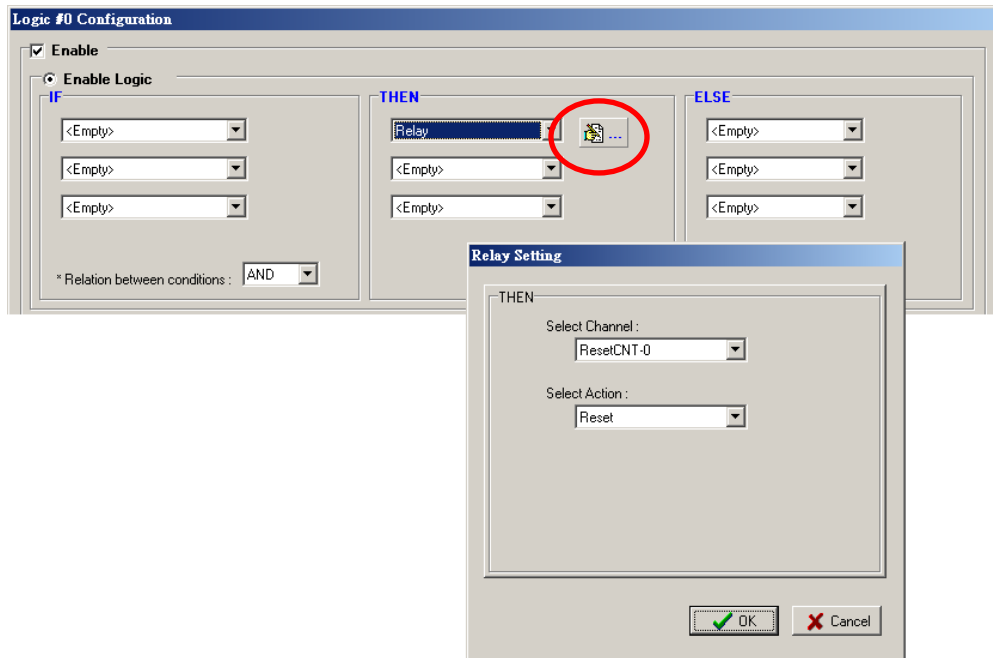 Logic #0 Configuration
Enable
Enable Logic
IF THEN ELSE
<Empty> Relay ... <Empty>
<Empty> <Empty> <Empty>
<Empty> <Empty> <Empty>
* Relation between conditions : AND
Relay Setting
THEN
Select Channel :
ResetCNT-0
Select Action :
Reset
OK Cancel